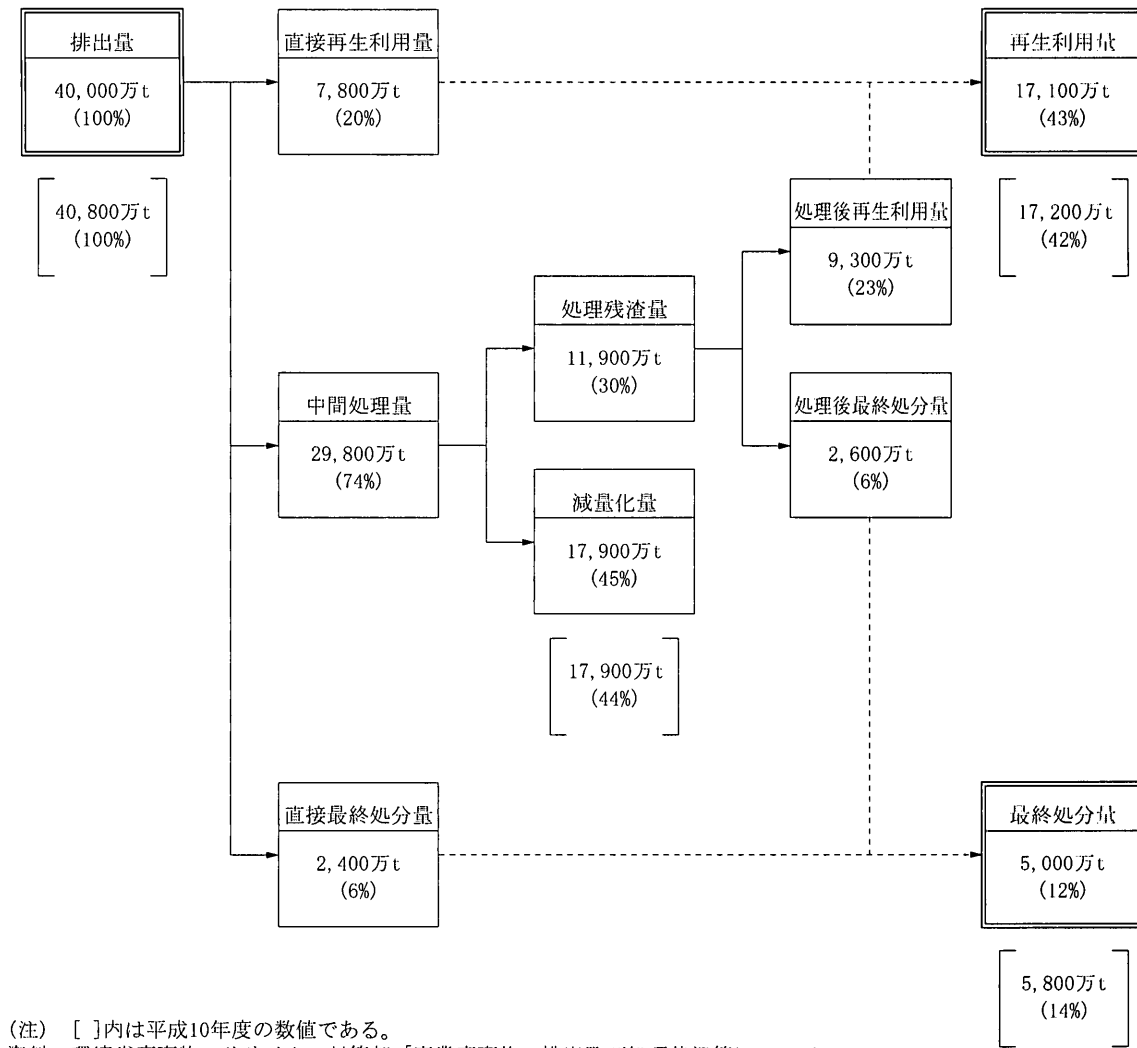 排出量
40,000万t
(100%)
40,800万t
(100%)
直接再生利用量
7,800万t
(20%)
中間処理量
29,800万t
(74%)
直接最終処分量
2,400万t
(6%)
処理残渣量
11,900万t
(30%)
減量化量
17,900万t
(45%)
17,900万t
(44%)
処理後再生利用量
9,300万t
(23%)
処理後最終処分量
2,600万t
(6%)
再生利用量
17,100万t
(43%)
17,200万t
(42%)
最終処分量
5,000万t
(12%)
5,800万t
(14%)
(注) [ ]内は平成10年度の数値である。